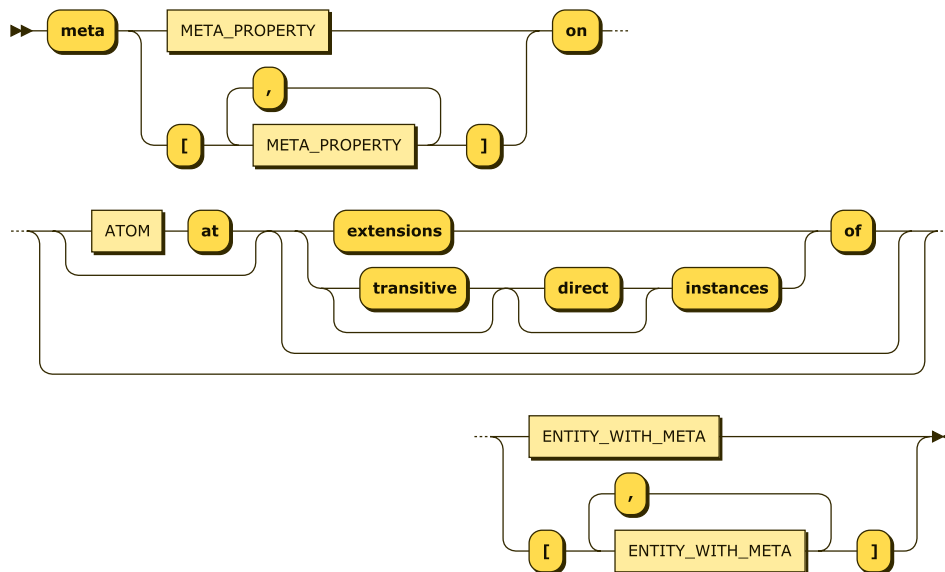 meta META_PROPERTY on
,
[ META_PROPERTY ]
ATOM at extensions of
transitive direct instances
ENTITY_WITH_META
,
[ ENTITY_WITH_META ]